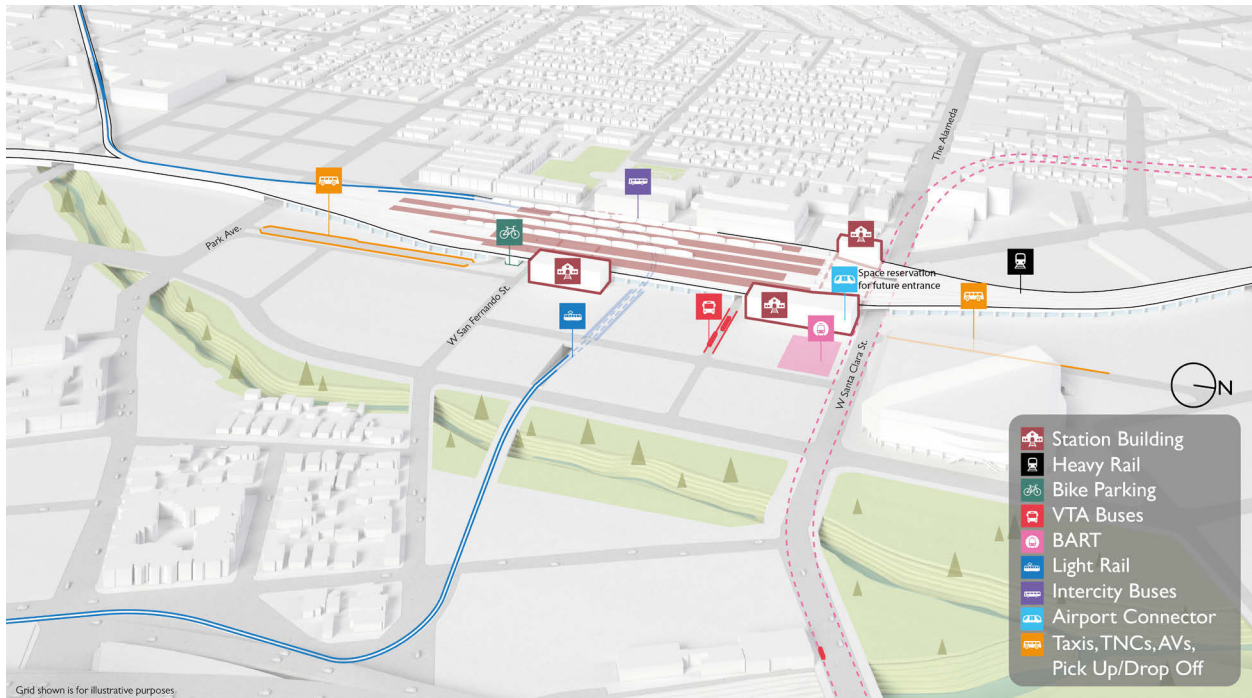 The Alameda
Park Ave.
Space reservation
for future entrance
W San Fernando St.
W Santa Clara St.
N
Station Building
Heavy Rail
Bike Parking
VTA Buses
BART
Light Rail
Intercity Buses
Airport Connector
Taxis, TNCs, AVs,
Pick Up/Drop Off
Grid shown is for illustrative purposes